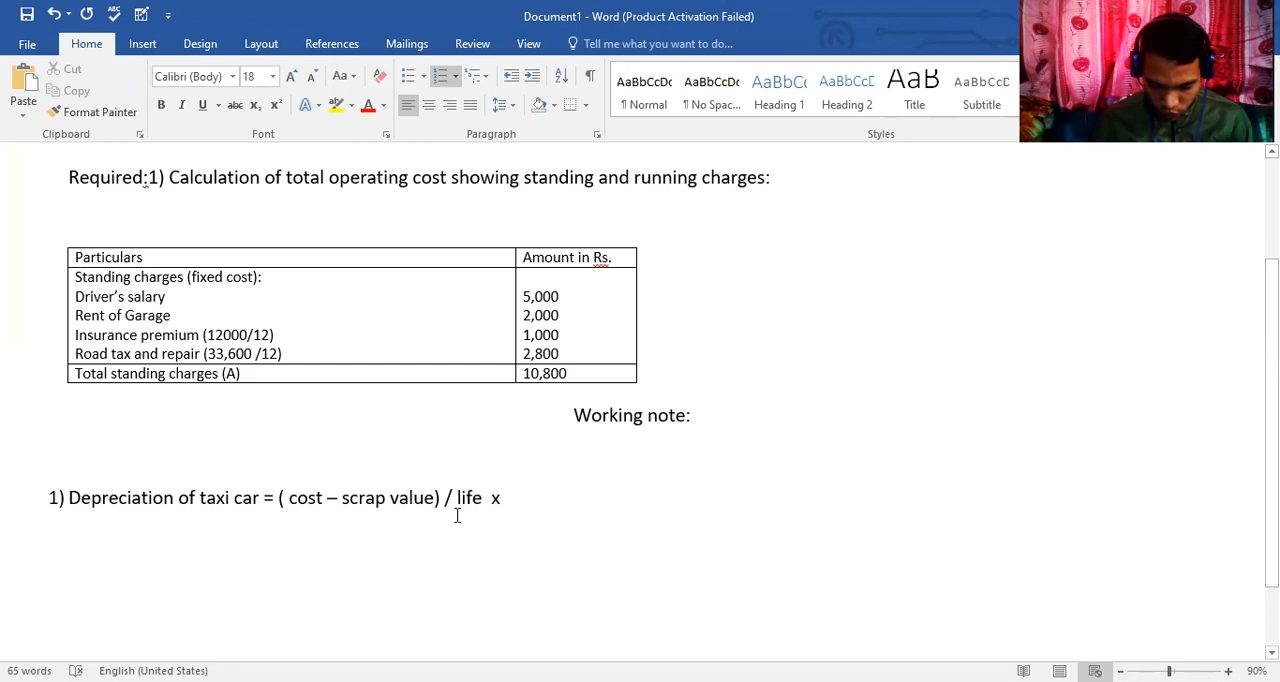 Document1 - Word (Product Activation Failed)
File Home Insert Design Layout References Mailings Review View Tell me what you want to do...
Paste
Cut
Copy
Format Painter
Clipboard
Calibri (Body) 18
Font
Paragraph
AaBbCcDc AaBbCcDc AaBbCc AaBbCcC AaB AaBbCcC
¶ Normal ¶ No Spac... Heading 1 Heading 2 Title Subtitle
Styles
Required:1) Calculation of total operating cost showing standing and running charges:
Particulars Amount in Rs.
Standing charges (fixed cost):
Driver’s salary 5,000
Rent of Garage 2,000
Insurance premium (12000/12) 1,000
Road tax and repair (33,600 /12) 2,800
Total standing charges (A) 10,800
Working note:
1) Depreciation of taxi car = ( cost – scrap value) / life x
65 words English (United States) 90%